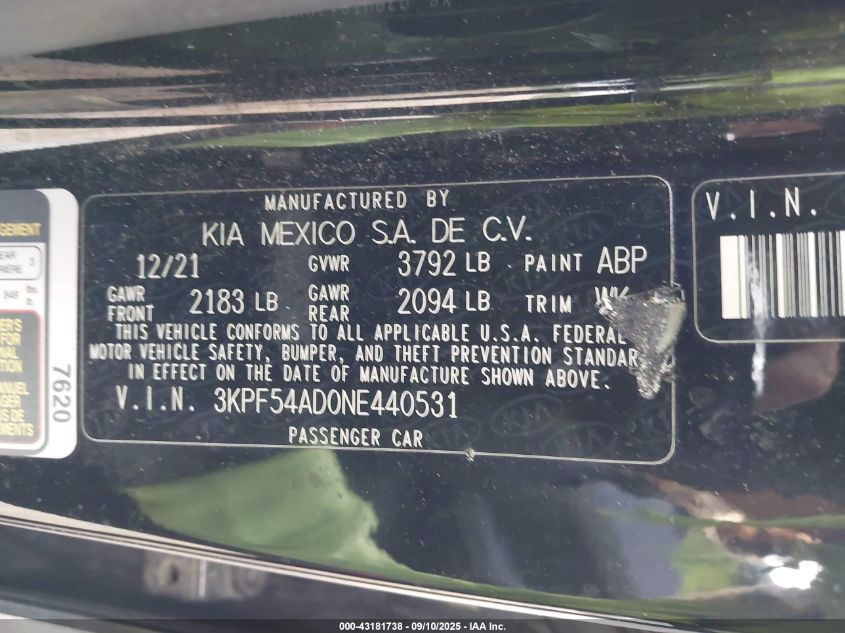 MANUFACTURED BY
KIA MEXICO S.A. DE C.V.
12/21 GVWR 3792 LB PAINT ABP
GAWR FRONT 2183 LB GAWR REAR 2094 LB TRIM
THIS VEHICLE CONFORMS TO ALL APPLICABLE U.S.A. FEDERAL
MOTOR VEHICLE SAFETY, BUMPER, AND THEFT PREVENTION STANDAR
IN EFFECT ON THE DATE OF MANUFACTURE SHOWN ABOVE.
V.I.N. 3KPF54AD0NE440531
PASSENGER CAR
V.I.N.
7620
000-43181738 - 09/10/2025 - IAA Inc.